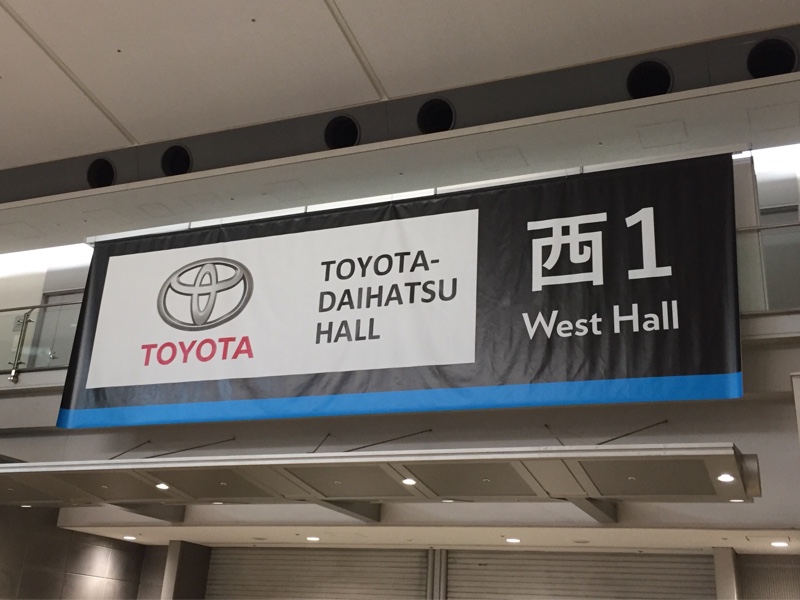 TOYOTA
TOYOTA-
DAIHATSU
HALL
西1
West Hall